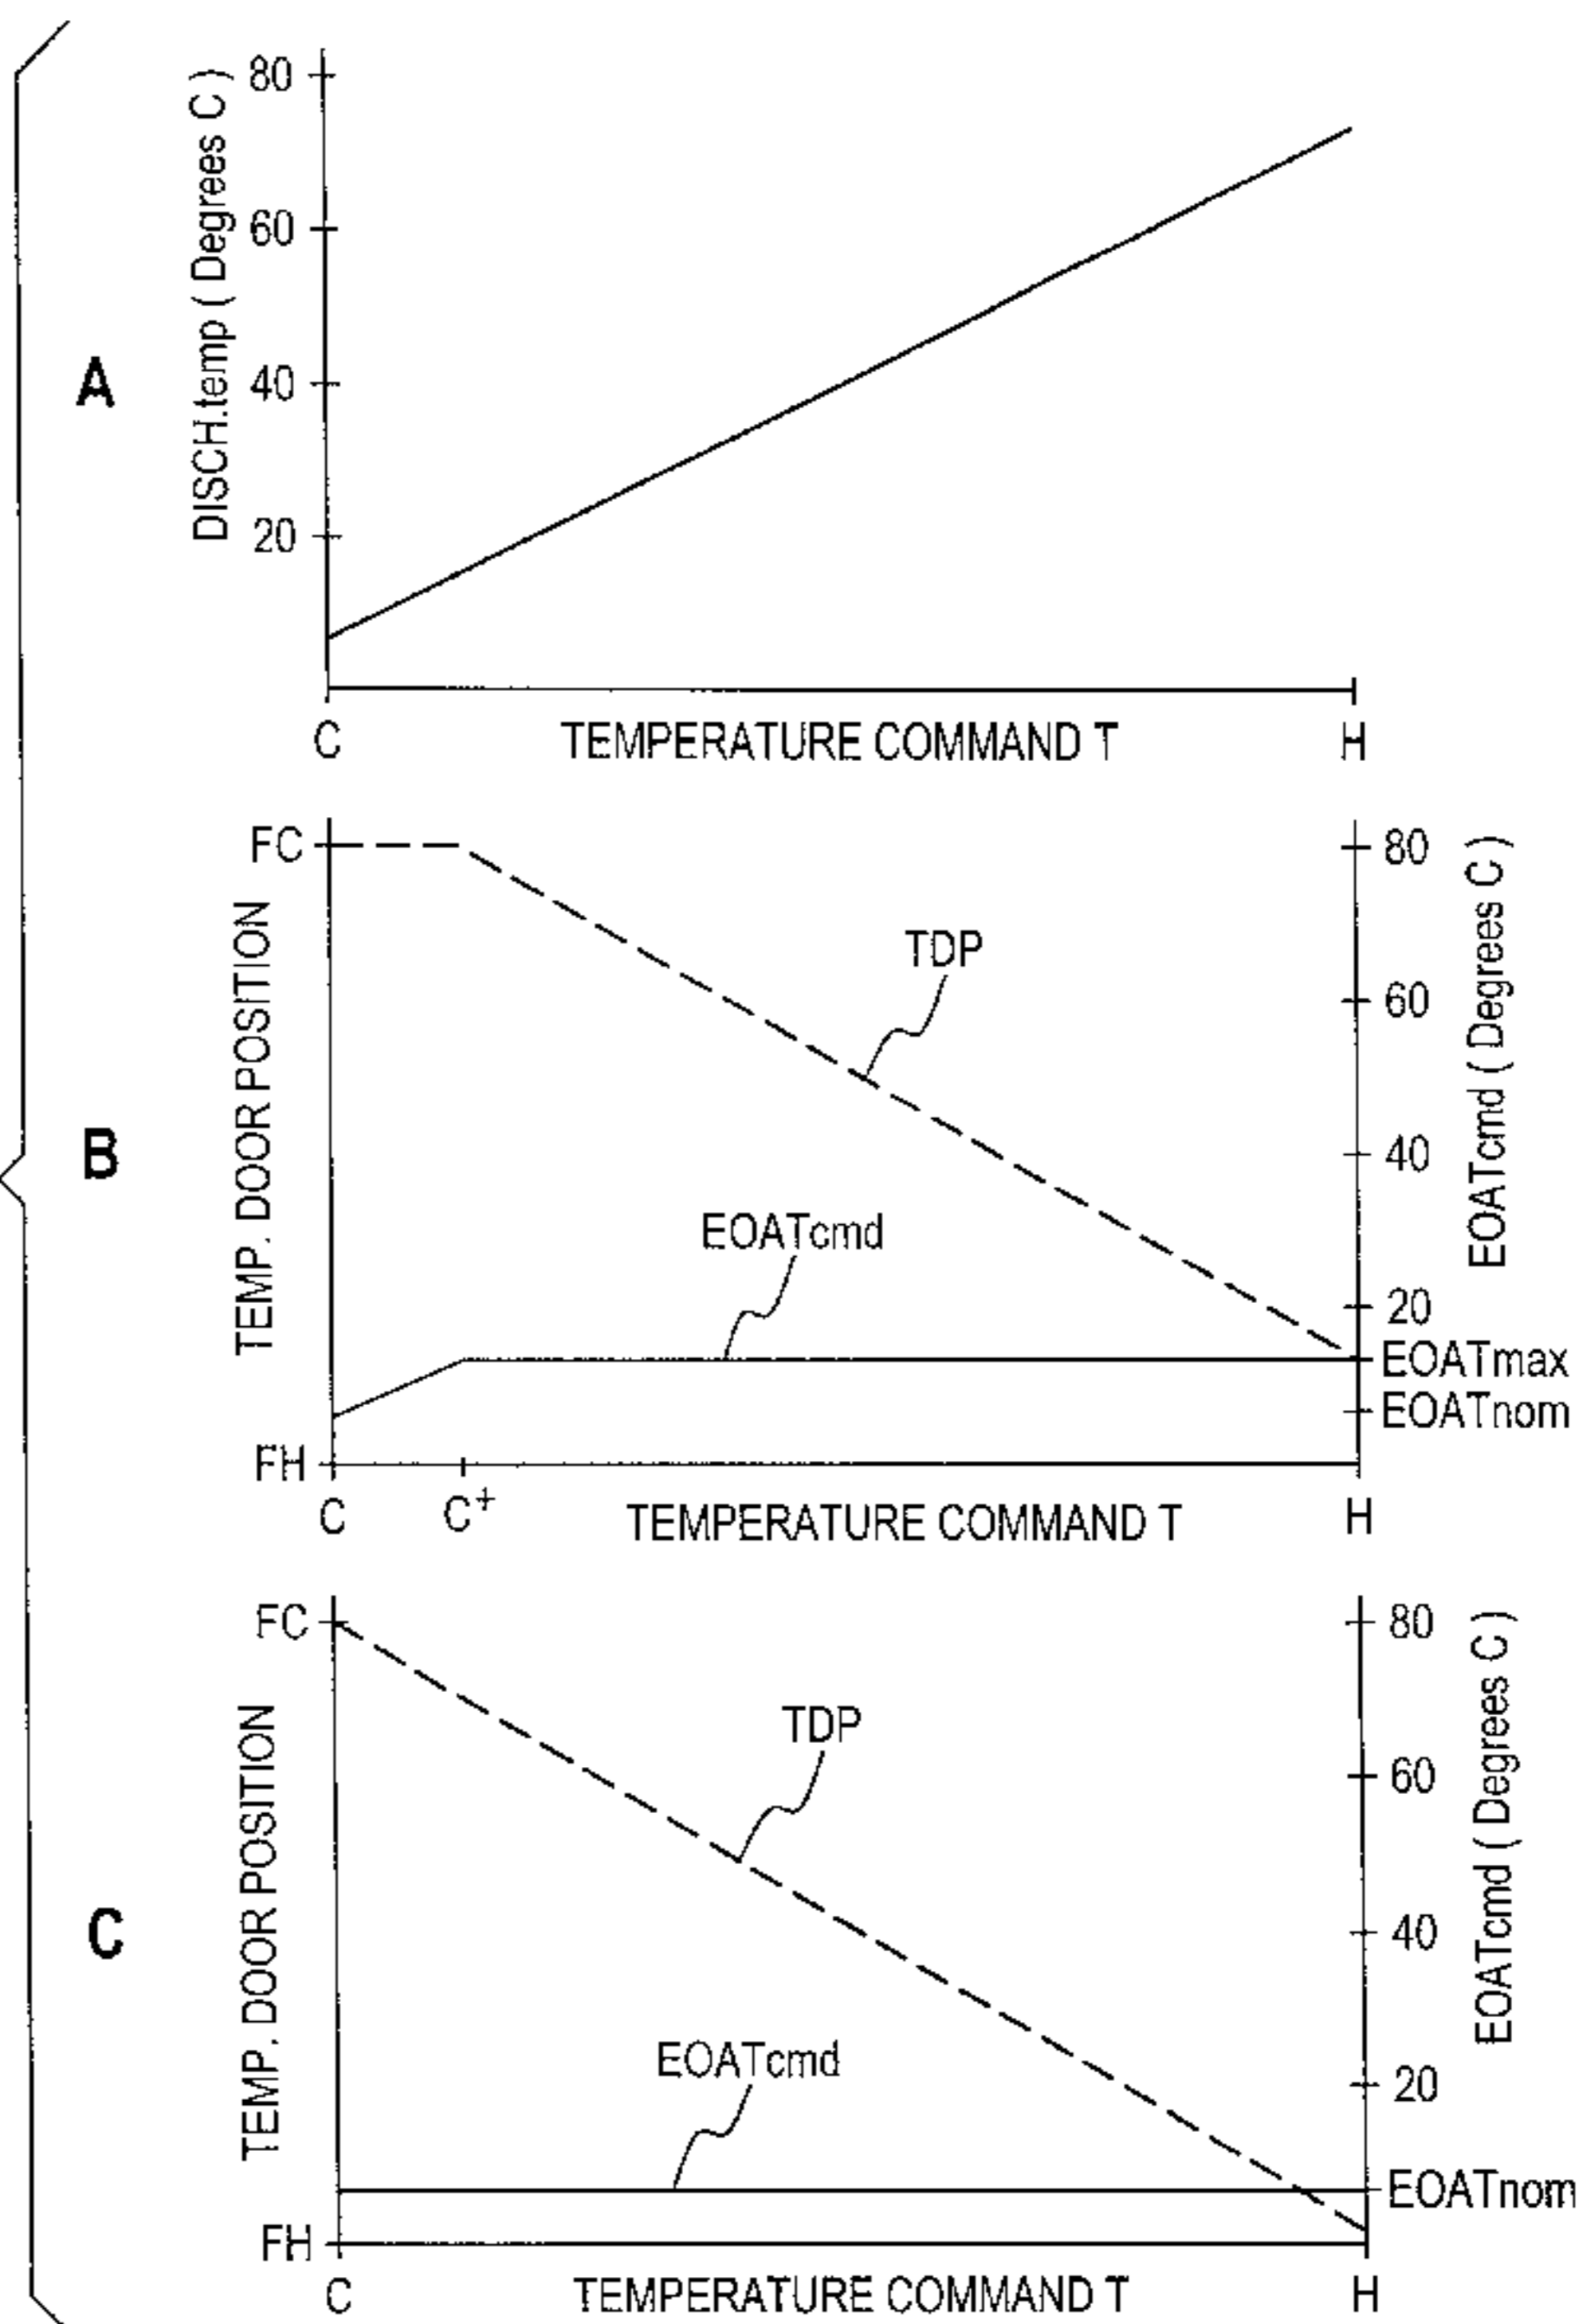 A
DISCH.temp ( Degrees C )
80
60
40
20
C
TEMPERATURE COMMAND T
H
B
TEMP. DOOR POSITION
FC
FH
TDP
EOATcmd
80
60
40
20
EOATmax
EOATnom
EOATcmd ( Degrees C )
C
C+
TEMPERATURE COMMAND T
H
C
TEMP. DOOR POSITION
FC
FH
TDP
EOATcmd
80
60
40
20
EOATnom
EOATcmd ( Degrees C )
C
TEMPERATURE COMMAND T
H